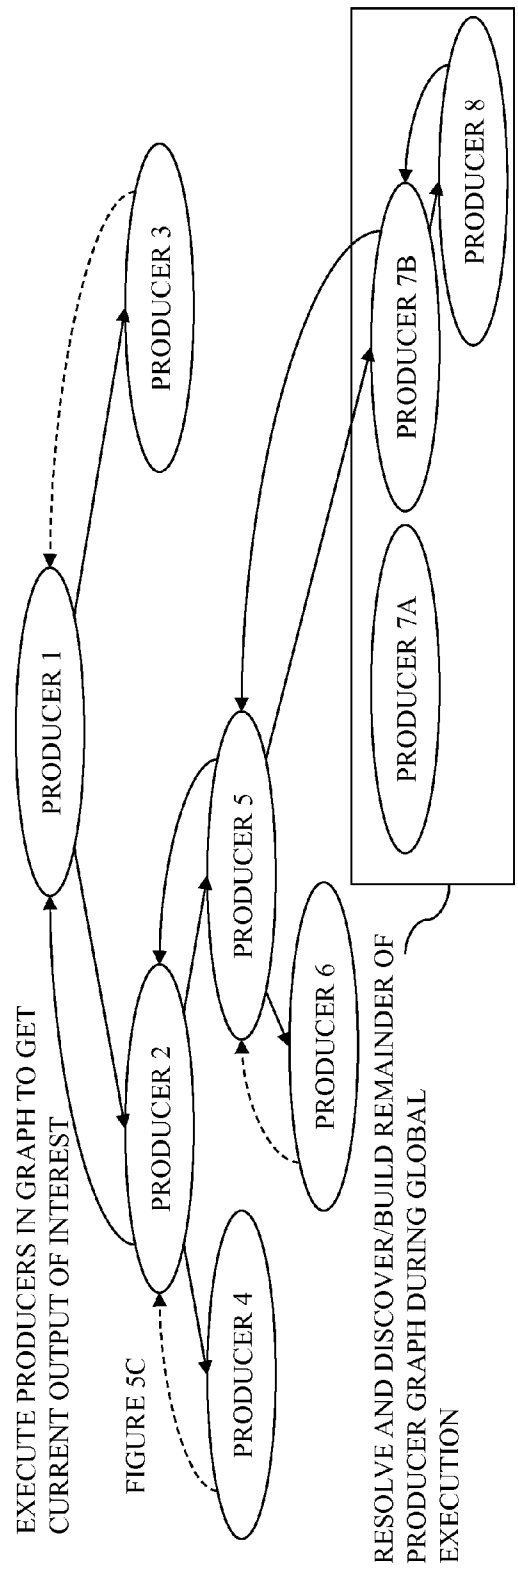 EXECUTE PRODUCERS IN GRAPH TO GET
CURRENT OUTPUT OF INTEREST
FIGURE 5C
PRODUCER 1
PRODUCER 2
PRODUCER 3
PRODUCER 4
PRODUCER 5
PRODUCER 6
PRODUCER 7A
PRODUCER 7B
PRODUCER 8
RESOLVE AND DISCOVER/BUILD REMAINDER OF
PRODUCER GRAPH DURING GLOBAL
EXECUTION